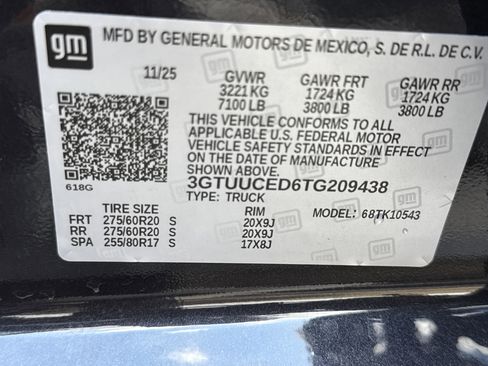 gm
MFD BY GENERAL MOTORS DE MEXICO, S. DE R.L. DE C.V.
11/25 GVWR GAWR FRT GAWR RR
3221 KG 1724 KG 1724 KG
7100 LB 3800 LB 3800 LB
THIS VEHICLE CONFORMS TO ALL
APPLICABLE U.S. FEDERAL MOTOR
VEHICLE SAFETY STANDARDS IN EFFECT
ON THE DATE OF MANUFACTURE
SHOWN ABOVE.
618G
3GTUUCED6TG209438
TYPE: TRUCK MODEL: 68TK10543
TIRE SIZE RIM
FRT 275/60R20 S 20X9J
RR 275/60R20 S 20X9J
SPA 255/80R17 S 17X8J